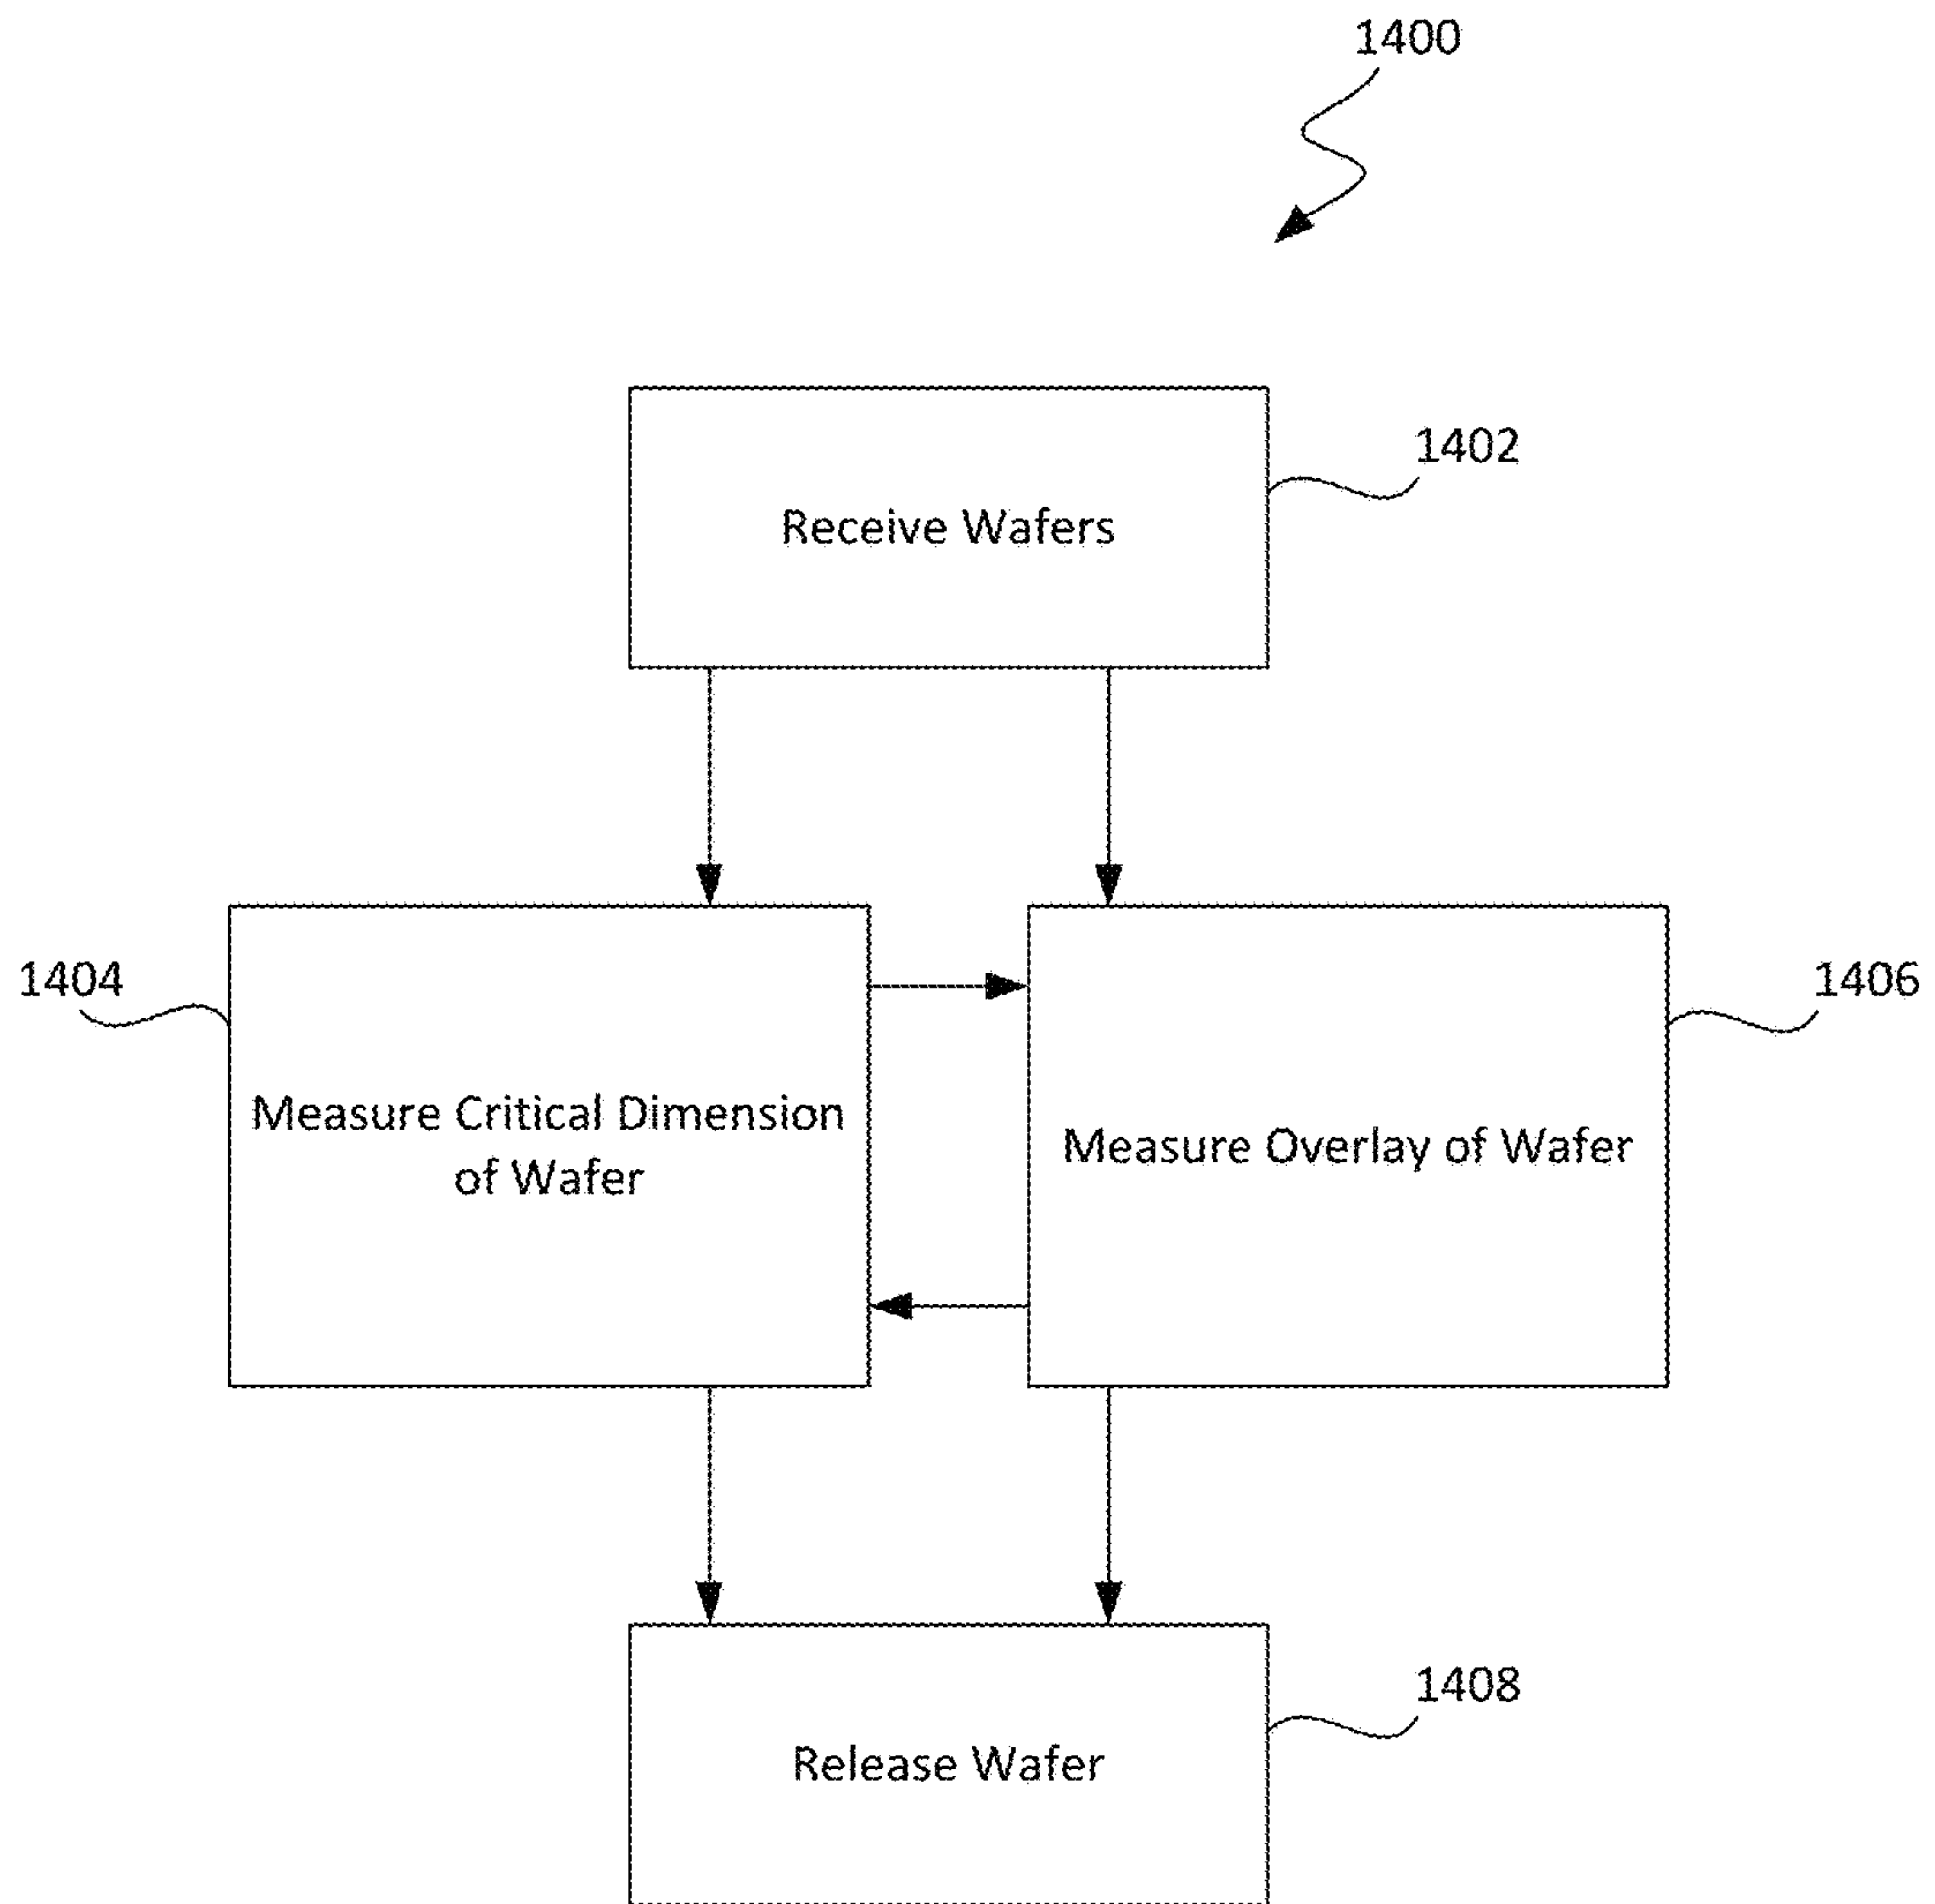 1400
1402
Receive Wafers
1404
1406
Measure Critical Dimension
of Wafer
Measure Overlay of Wafer
1408
Release Wafer